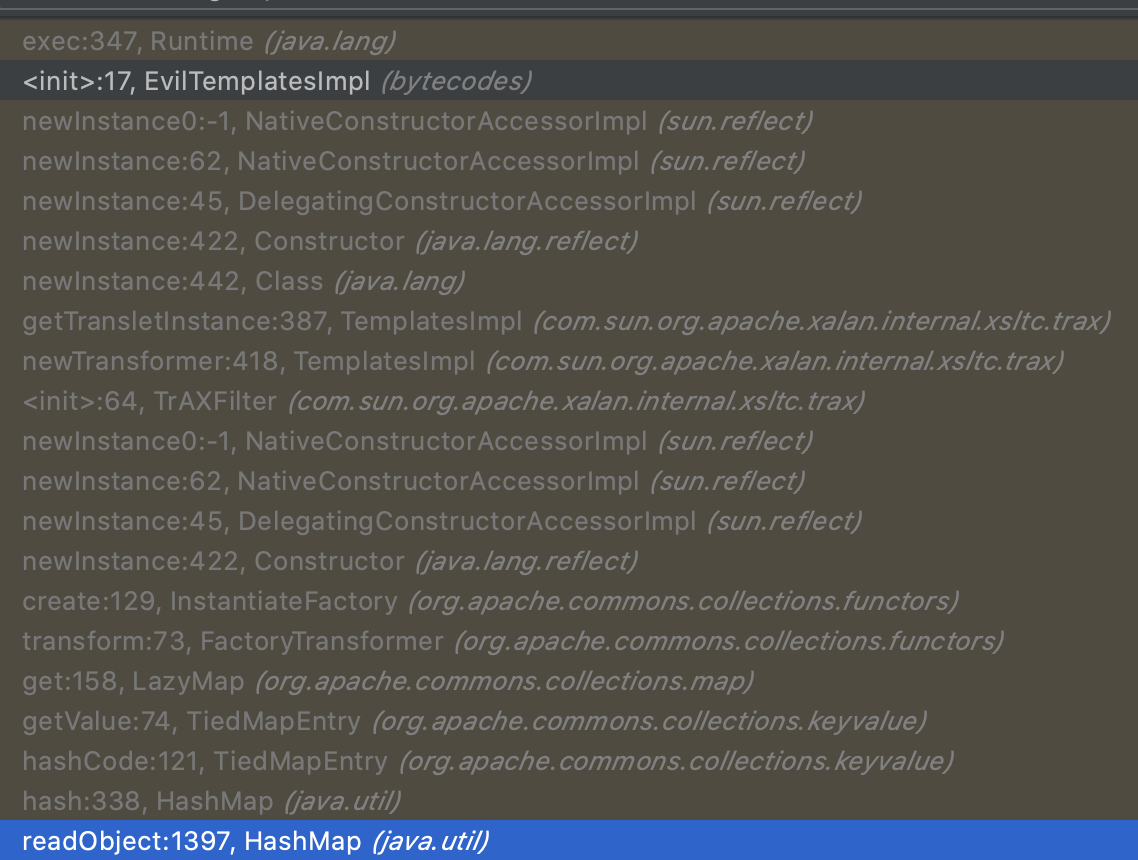 exec:347, Runtime (java.lang)
<init>:17, EvilTemplatesImpl (bytecodes)
newInstance0:-1, NativeConstructorAccessorImpl (sun.reflect)
newInstance:62, NativeConstructorAccessorImpl (sun.reflect)
newInstance:45, DelegatingConstructorAccessorImpl (sun.reflect)
newInstance:422, Constructor (java.lang.reflect)
newInstance:442, Class (java.lang)
getTransletInstance:387, TemplatesImpl (com.sun.org.apache.xalan.internal.xsltc.trax)
newTransformer:418, TemplatesImpl (com.sun.org.apache.xalan.internal.xsltc.trax)
<init>:64, TrAXFilter (com.sun.org.apache.xalan.internal.xsltc.trax)
newInstance0:-1, NativeConstructorAccessorImpl (sun.reflect)
newInstance:62, NativeConstructorAccessorImpl (sun.reflect)
newInstance:45, DelegatingConstructorAccessorImpl (sun.reflect)
newInstance:422, Constructor (java.lang.reflect)
create:129, InstantiateFactory (org.apache.commons.collections.functors)
transform:73, FactoryTransformer (org.apache.commons.collections.functors)
get:158, LazyMap (org.apache.commons.collections.map)
getValue:74, TiedMapEntry (org.apache.commons.collections.keyvalue)
hashCode:121, TiedMapEntry (org.apache.commons.collections.keyvalue)
hash:338, HashMap (java.util)
readObject:1397, HashMap (java.util)